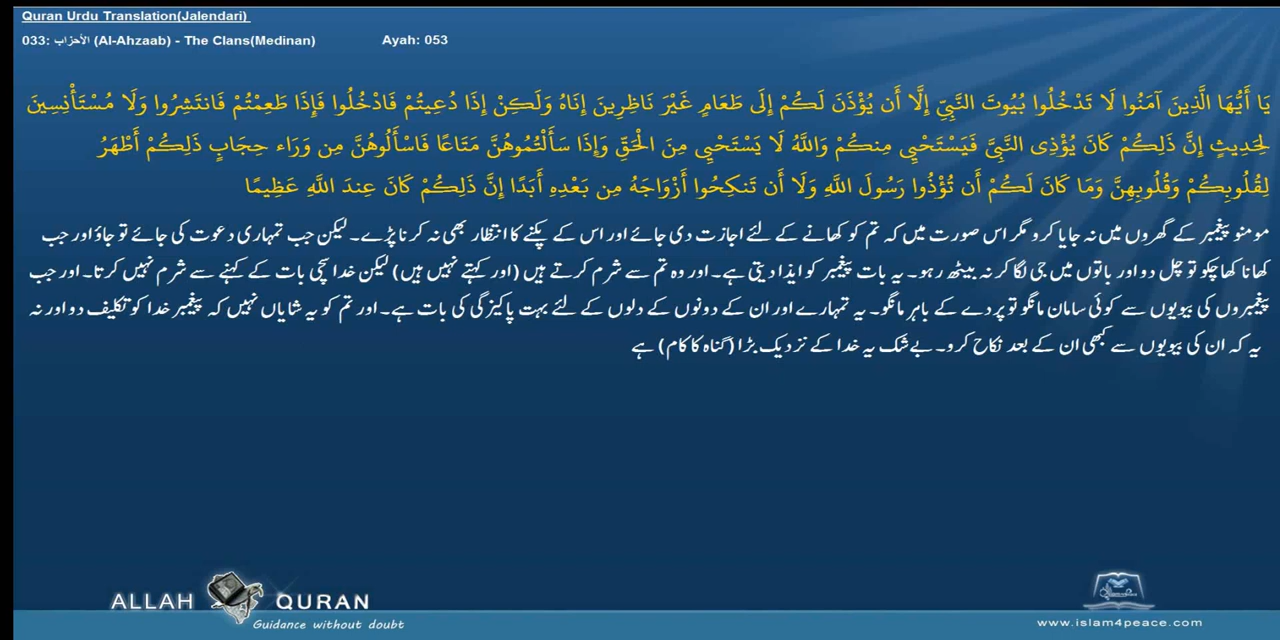 Quran Urdu Translation(Jalendari)
033: الأحزاب (Al-Ahzaab) - The Clans(Medinan) Ayah: 053
يَا أَيُّهَا الَّذِينَ آمَنُوا لَا تَدْخُلُوا بُيُوتَ النَّبِيِّ إِلَّا أَن يُؤْذَنَ لَكُمْ إِلَى طَعَامٍ غَيْرَ نَاظِرِينَ إِنَاهُ وَلَكِنْ إِذَا دُعِيتُمْ فَادْخُلُوا فَإِذَا طَعِمْتُمْ فَانتَشِرُوا وَلَا مُسْتَأْنِسِينَ
لِحَدِيثٍ إِنَّ ذَلِكُمْ كَانَ يُؤْذِى النَّبِيَّ فَيَسْتَحْيِى مِنكُمْ وَاللَّهُ لَا يَسْتَحْيِى مِنَ الْحَقِّ وَإِذَا سَأَلْتُمُوهُنَّ مَتَاعًا فَاسْأَلُوهُنَّ مِن وَرَاء حِجَابٍ ذَلِكُمْ أَطْهَرُ
لِقُلُوبِكُمْ وَقُلُوبِهِنَّ وَمَا كَانَ لَكُمْ أَن تُؤْذُوا رَسُولَ اللَّهِ وَلَا أَن تَنكِحُوا أَزْوَاجَهُ مِن بَعْدِهِ أَبَدًا إِنَّ ذَلِكُمْ كَانَ عِندَ اللَّهِ عَظِيمًا
مومنو پیغمبر کے گھروں میں نہ جایا کرو مگر اس صورت میں کہ تم کو کھانے کے لئے اجازت دی جائے اور اس کے پکنے کا انتظار بھی نہ کرنا پڑے۔ لیکن جب تمہاری دعوت کی جائے تو جاؤ اور جب
کھانا کھاچکو تو چل دو اور باتوں میں جی لگا کر نہ بیٹھ رہو۔ یہ بات پیغمبر کو ایذا دیتی ہے۔ اور وہ تم سے شرم کرتے ہیں (اور کہتے نہیں ہیں) لیکن خدا سچی بات کے کہنے سے شرم نہیں کرتا۔ اور جب
پیغمبروں کی بیویوں سے کوئی سامان مانگو تو پردے کے باہر مانگو۔ یہ تمہارے اور ان کے دونوں کے دلوں کے لئے بہت پاکیزگی کی بات ہے۔ اور تم کو یہ شایاں نہیں کہ پیغمبر خدا کو تکلیف دو اور نہ
یہ کہ ان کی بیویوں سے کبھی ان کے بعد نکاح کرو۔ بے شک یہ خدا کے نزدیک بڑا (گناہ کا کام) ہے
ALLAH QURAN
Guidance without doubt
www.islam4peace.com